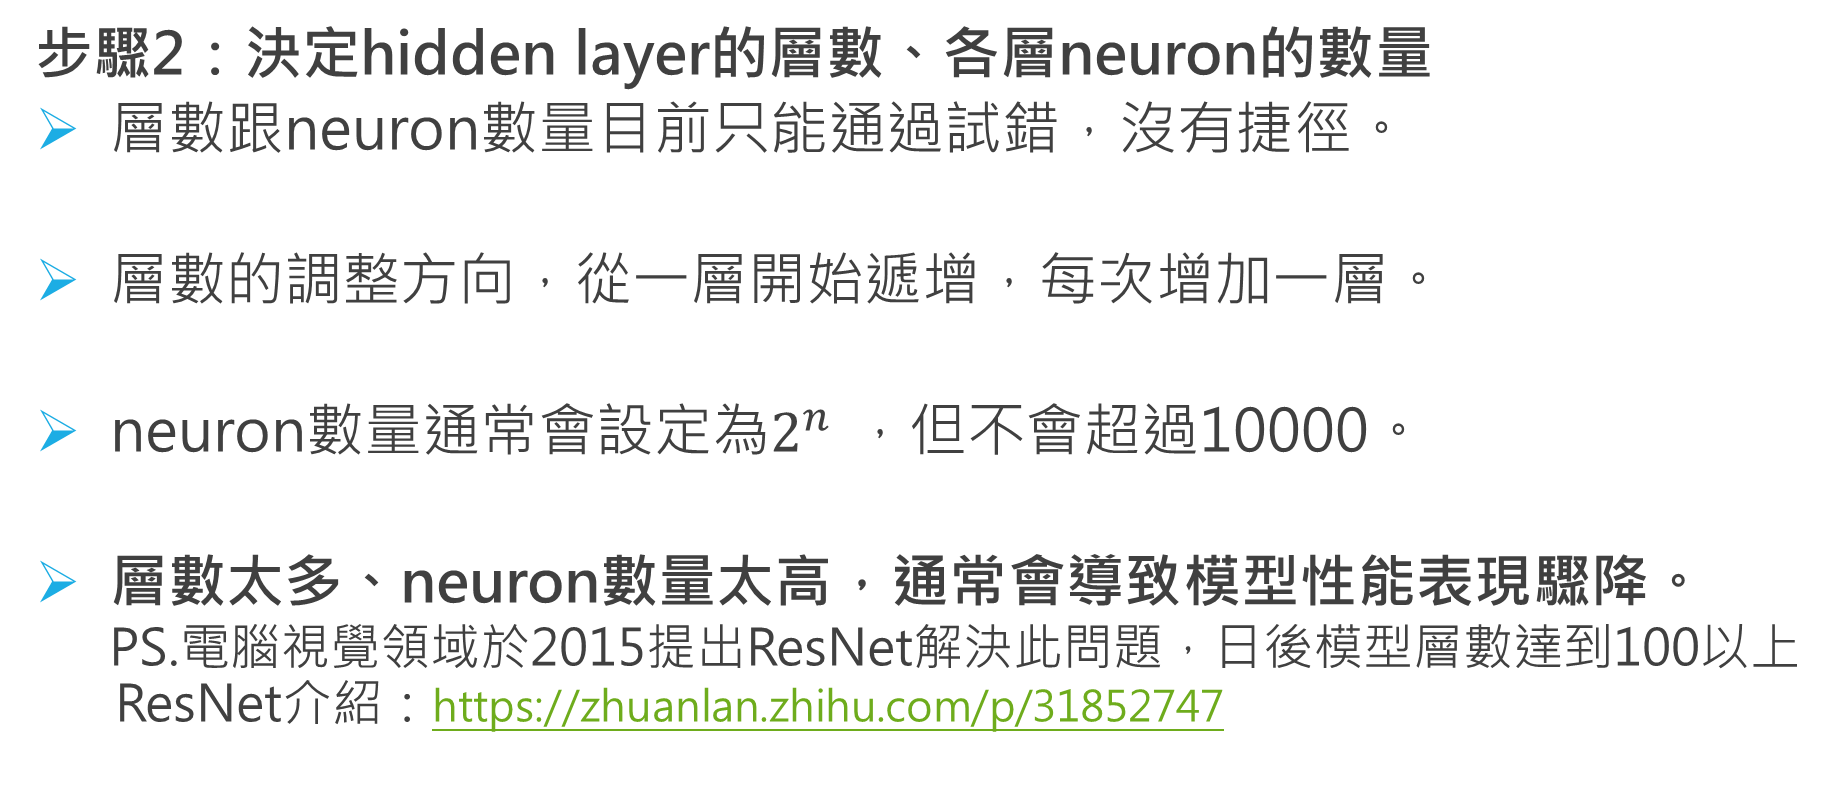 步驟2：決定hidden layer的層數、各層neuron的數量
➢ 層數跟neuron數量目前只能通過試錯，沒有捷徑。
➢ 層數的調整方向，從一層開始遞增，每次增加一層。
➢ neuron數量通常會設定為2ⁿ ，但不會超過10000。
➢ 層數太多、neuron數量太高，通常會導致模型性能表現驟降。
PS.電腦視覺領域於2015提出ResNet解決此問題，日後模型層數達到100以上
ResNet介紹：https://zhuanlan.zhihu.com/p/31852747